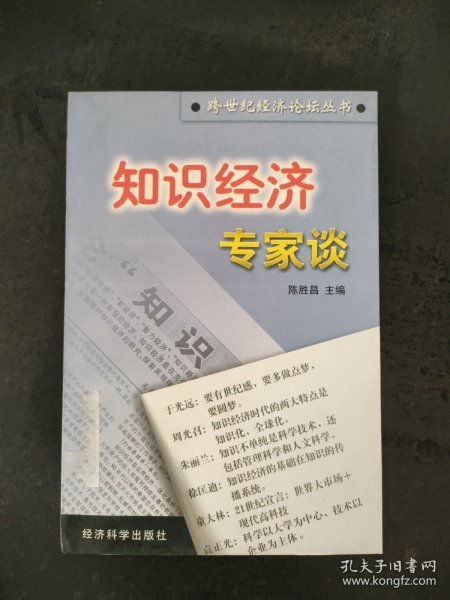 跨世纪经济论坛丛书
知识经济
专家谈
陈胜昌 主编
“知识
于光远：要有世纪感，要多做点梦，
要圆梦。
周光召：知识经济时代的两大特点是
知识化、全球化。
朱丽兰：知识不单纯是科学技术，还
包括管理科学和人文科学。
徐匡迪：知识经济的基础在知识的传
播系统。
童大林：21世纪宣言：世界大市场+
现代高科技
袁正光：科学以大学为中心，技术以
企业为主体。
经济科学出版社
孔夫子旧书网
www.kongfz.com